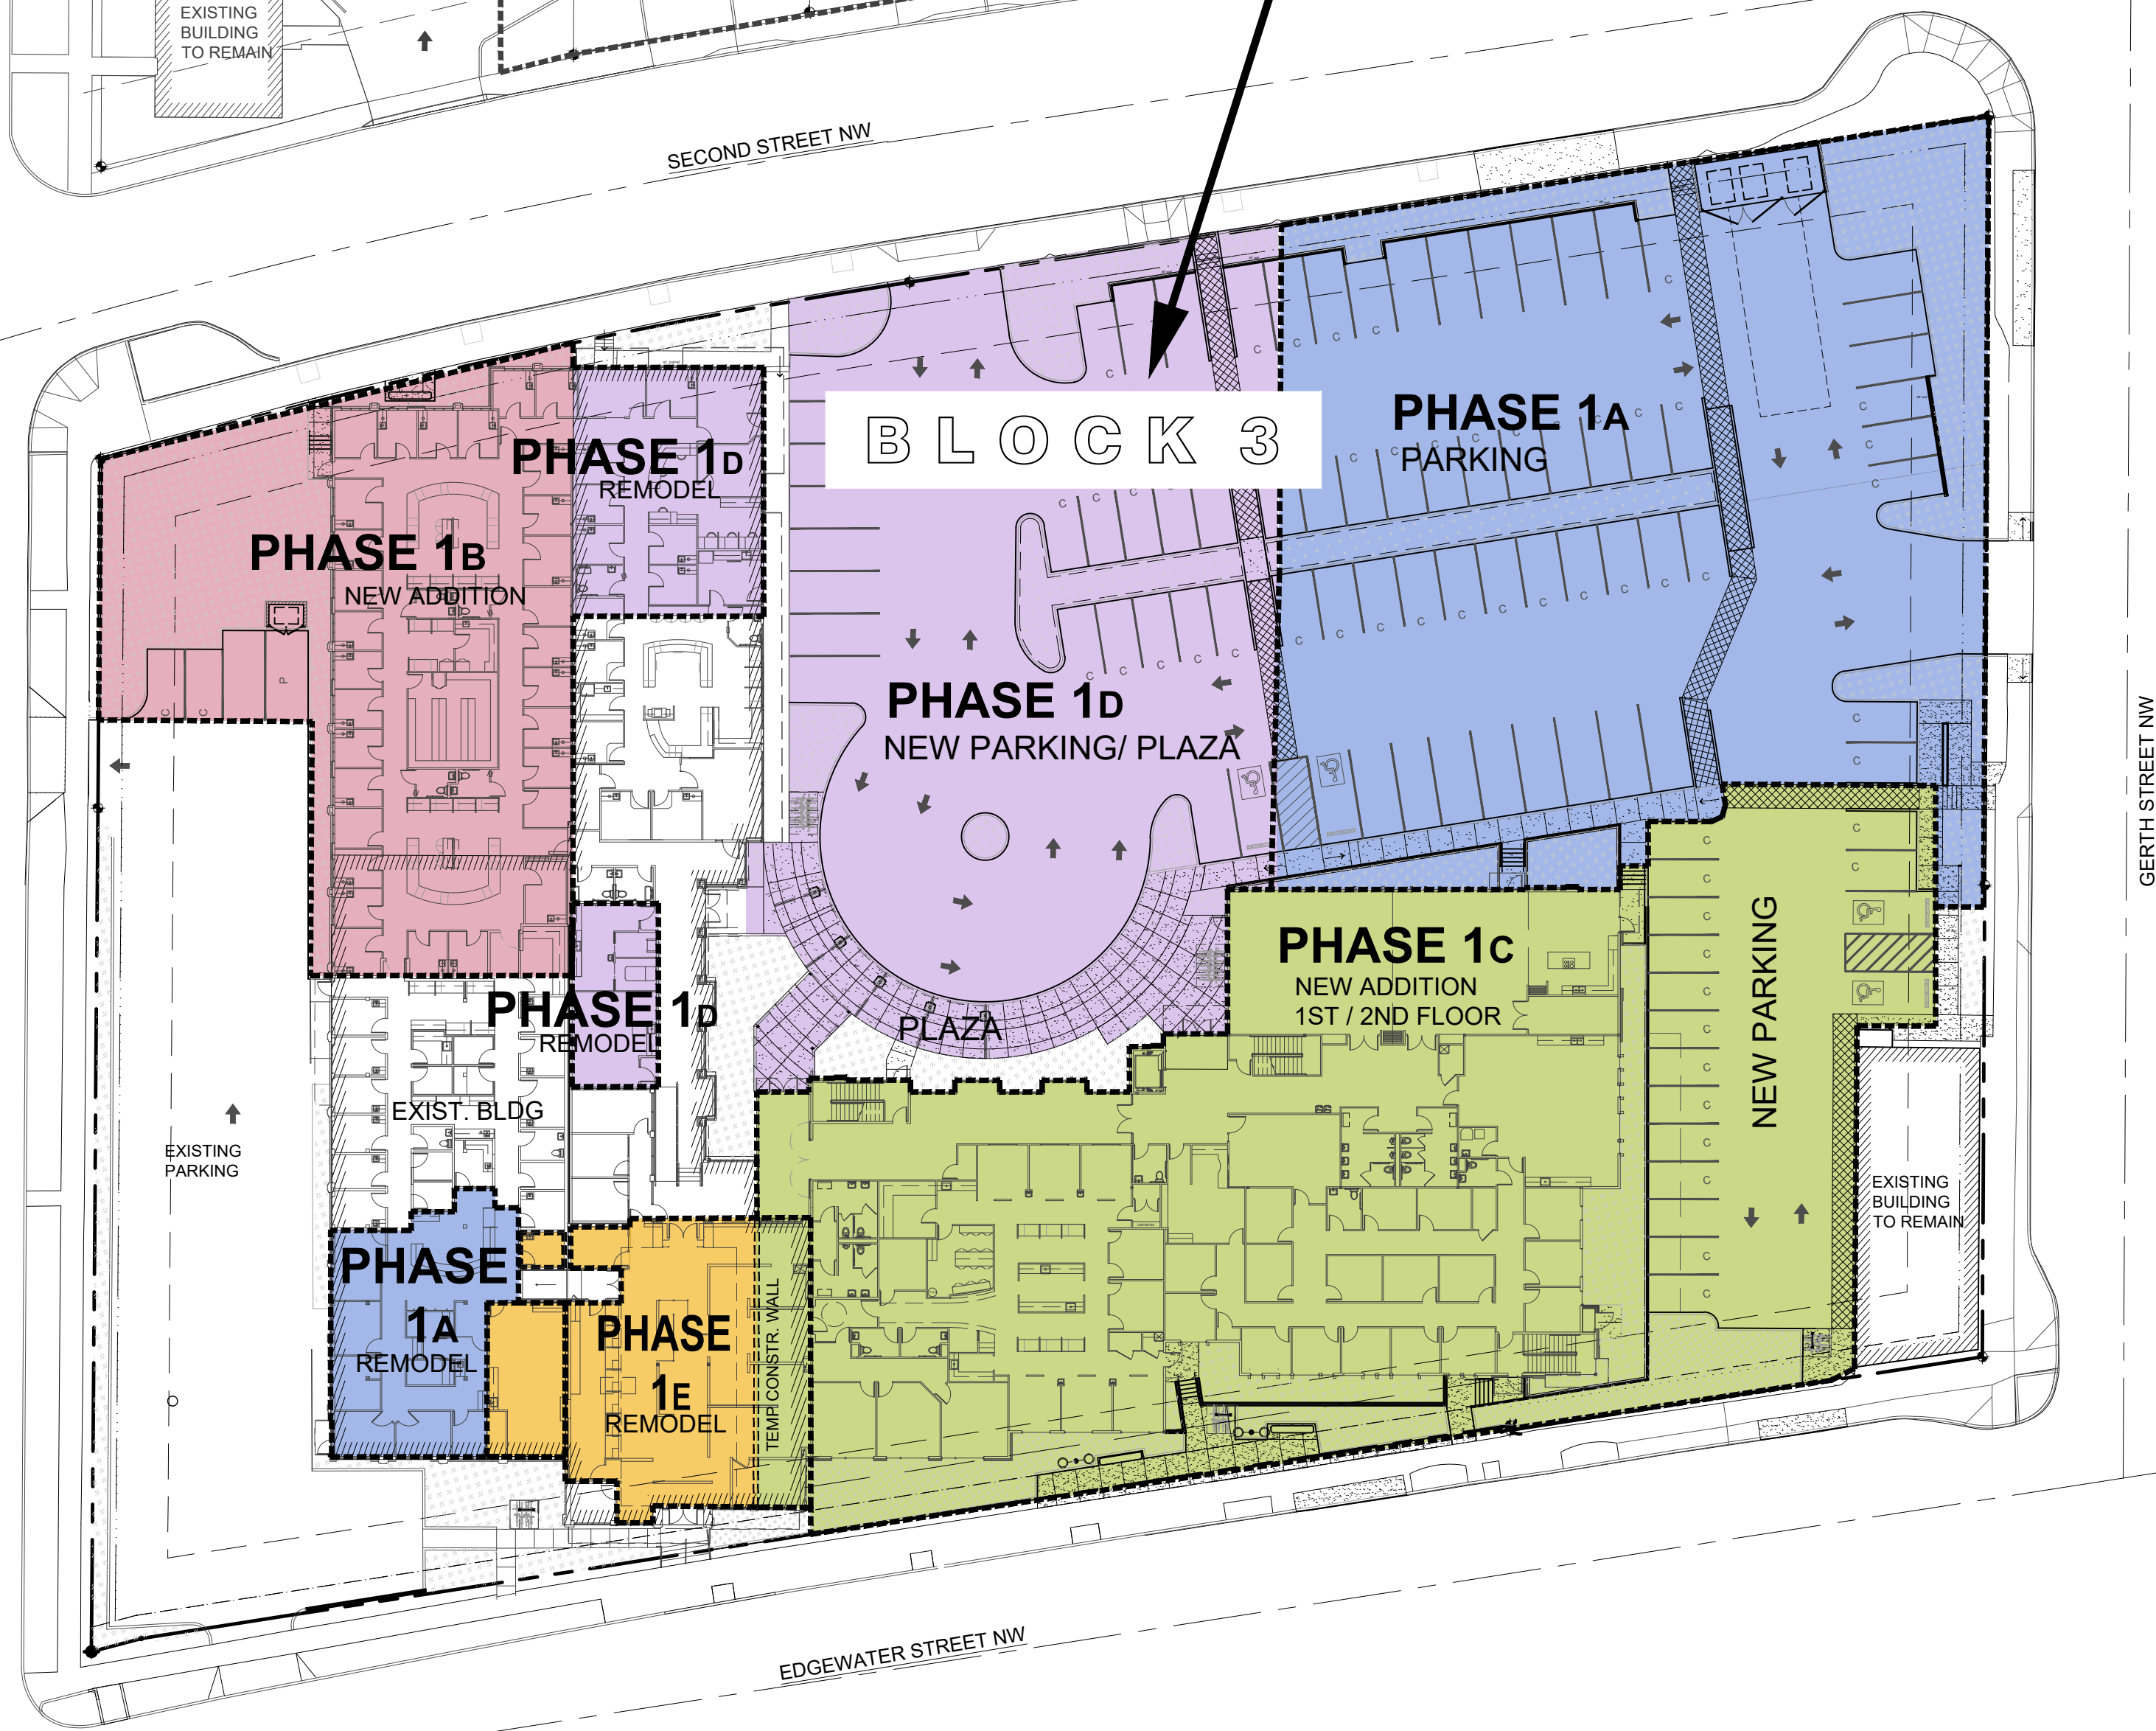 EXISTING
BUILDING
TO REMAIN
SECOND STREET NW
BLOCK 3
PHASE 1A
PARKING
PHASE 1D
REMODEL
PHASE 1B
NEW ADDITION
PHASE 1D
NEW PARKING/ PLAZA
GERTH STREET NW
PHASE 1C
NEW ADDITION
1ST / 2ND FLOOR
NEW PARKING
PHASE 1D
REMODEL
PLAZA
EXIST. BLDG
EXISTING
PARKING
EXISTING
BUILDING
TO REMAIN
PHASE
1A
REMODEL
PHASE
1E
REMODEL
TEMP CONSTR. WALL
EDGEWATER STREET NW